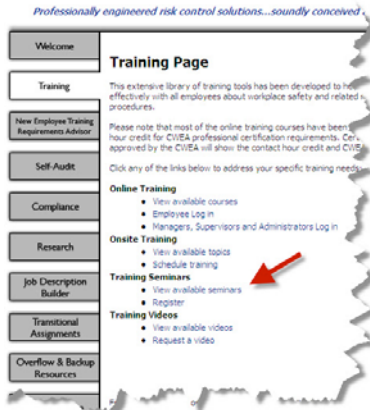 Professionally engineered risk control solutions...soundly conceived
Welcome
Training
New Employee Training
Requirements Advisor
Self-Audit
Compliance
Research
Job Description
Builder
Transitional
Assignments
Overflow & Backup
Resources
Training Page
This extensive library of training tools has been developed to
effectively with all employees about workplace safety and related
procedures.
Please note that most of the online training courses have been
hour credit for CWEA professional certification requirements.
approved by the CWEA will show the contact hour credit and
Click any of the links below to address your specific training needs
Online Training
• View available courses
• Employee Log in
• Managers, Supervisors and Administrators Log in
Onsite Training
• View available topics
• Schedule training
Training Seminars
• View available seminars
• Register
Training Videos
• View available videos
• Request a video